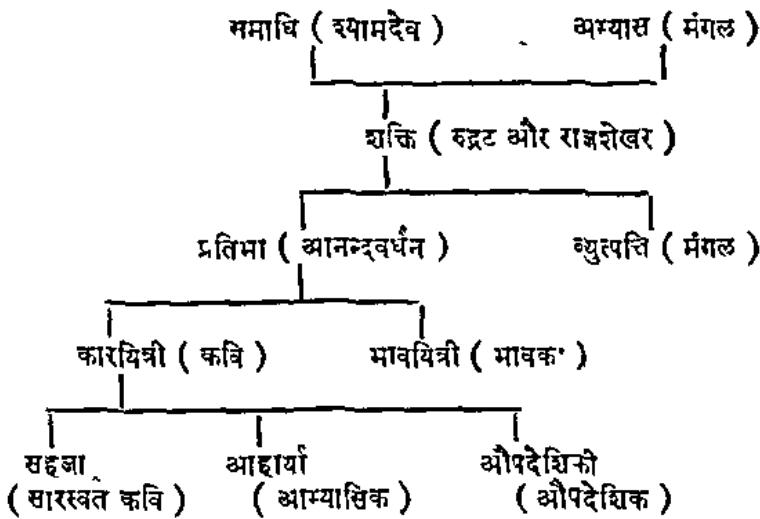 समाधि ( श्यामदेव ) अभ्यास ( मंगल )
शक्ति ( रुद्रट और राजशेखर )
प्रतिभा ( आनन्दवर्धन ) व्युत्पत्ति ( मंगल )
कारयित्री ( कवि ) भावयित्री ( भावक )
सहजा आहार्या औपदेशिकी
( सारस्वत कवि ) ( आभ्यासिक ) ( औपदेशिक )